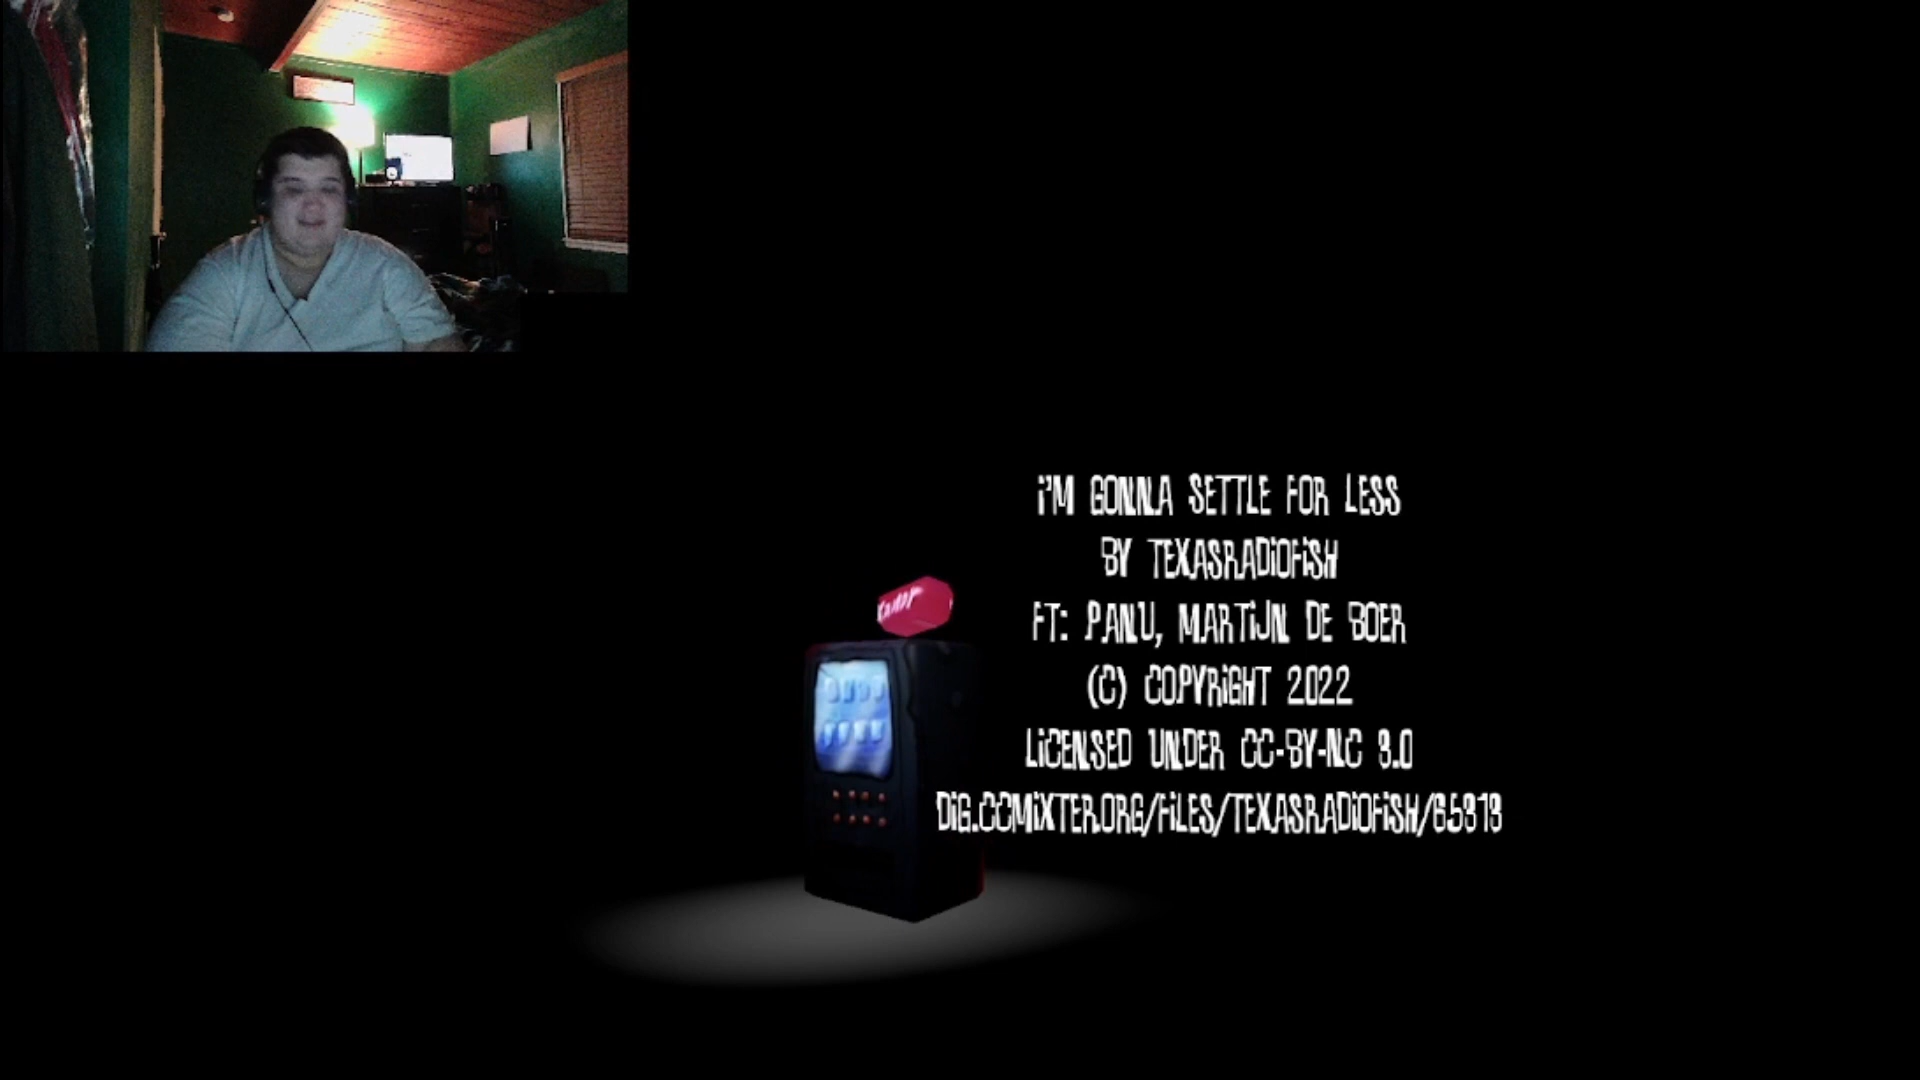 I'M GONNA SETTLE FOR LESS
BY TEXASRADIOFISH
FT: PANU, MARTIJN DE BOER
(C) COPYRIGHT 2022
LICENSED UNDER CC-BY-NC 3.0
DIG.CCMIXTER.ORG/FILES/TEXASRADIOFISH/65313